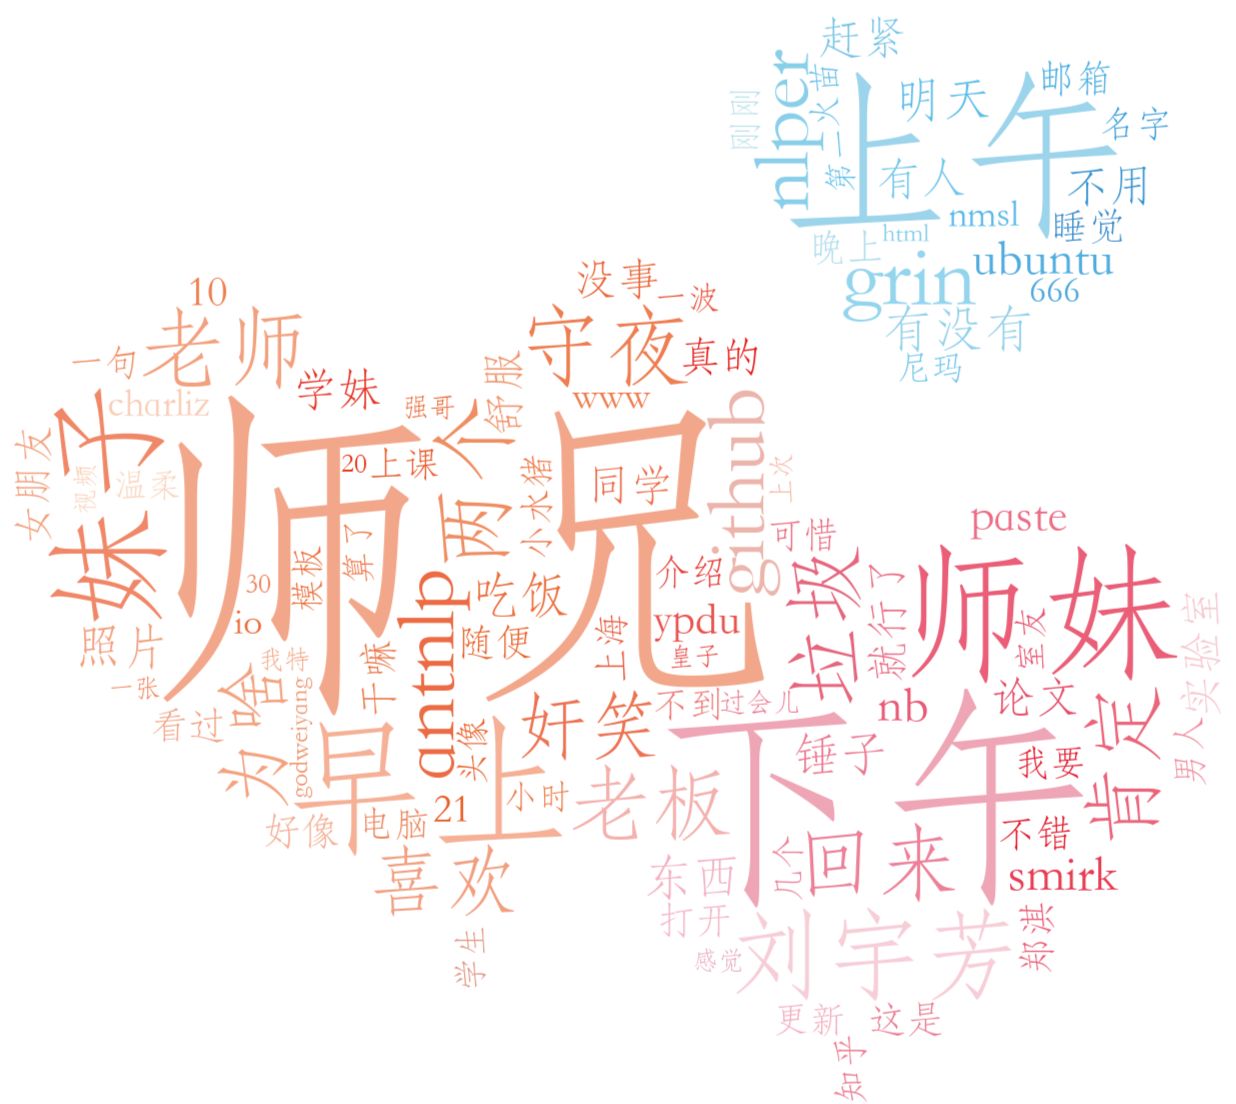 赶紧
nlper
第一
火苗
刚刚
上午
明天
邮箱
名字
有人
不用
nmsl
睡觉
晚上
html
ubuntu
grin
666
有没有
尼玛
10
老师
一句
charliz
学妹
没事
一波
守夜
真的
舒服
www
强哥
妹子
女朋友
视频
温柔
师兄
20
上课
两个
小水猪
同学
github
上次
照片
一张
30
io
模板
算了
我特
干嘛
antnlp
吃饭
随便
上海
介绍
ypdu
皇子
看过
啥
godweiyang
为
早上
头像
奸笑
不到
过会儿
好像
电脑
21
小时
老板
喜欢
学生
paste
可惜
垃圾
就行了
师妹
室友
实验室
nb
论文
肯定
男人
下午
锤子
我要
不错
smirk
几个
回来
东西
打开
感觉
刘宇芳
郑淇
更新
这是
知乎